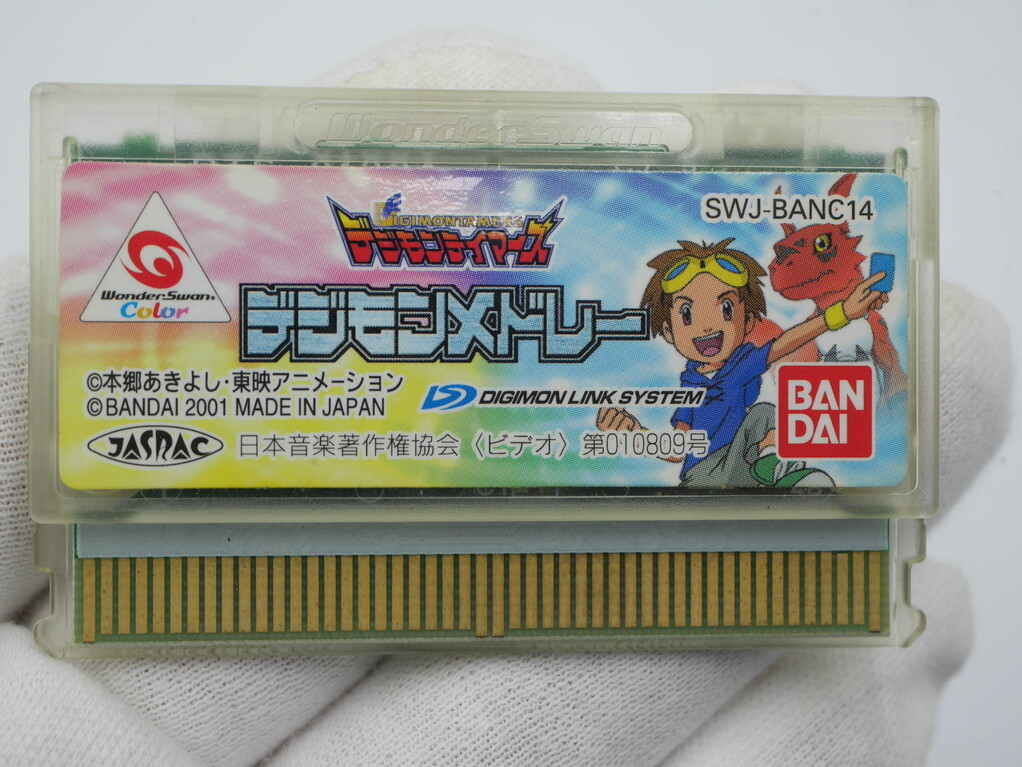 WonderSwan
SWJ-BANC14
DIGIMONTAMERS
デジモンテイマーズ
WonderSwan.
Color
デジモンメドレー
©本郷あきよし・東映アニメーション
©BANDAI 2001 MADE IN JAPAN
DIGIMON LINK SYSTEM
BAN
DAI
JASRAC
日本音楽著作権協会〈ビデオ〉第010809号